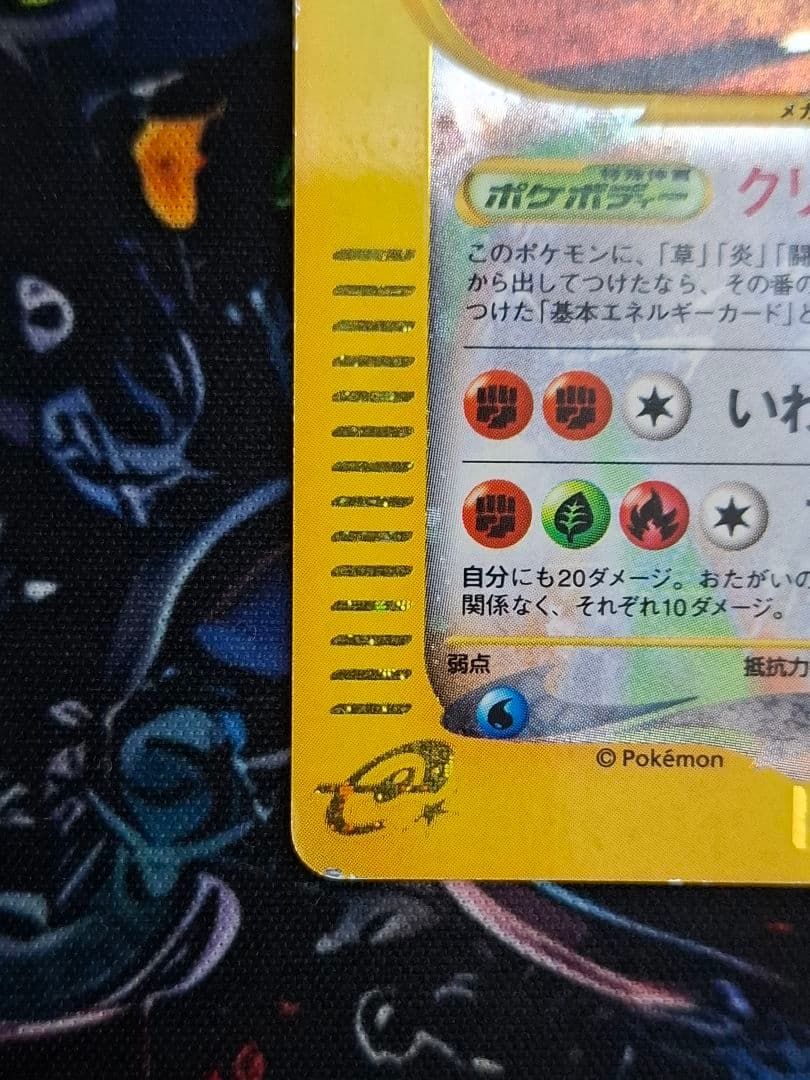 メガ
特殊体質
ポケボディー クリ
このポケモンに、「草」「炎」「闘
から出してつけたなら、その番の
つけた「基本エネルギーカード」と
いわ
自分にも20ダメージ。おたがいの
関係なく、それぞれ10ダメージ。
弱点 抵抗力
© Pokémon
e